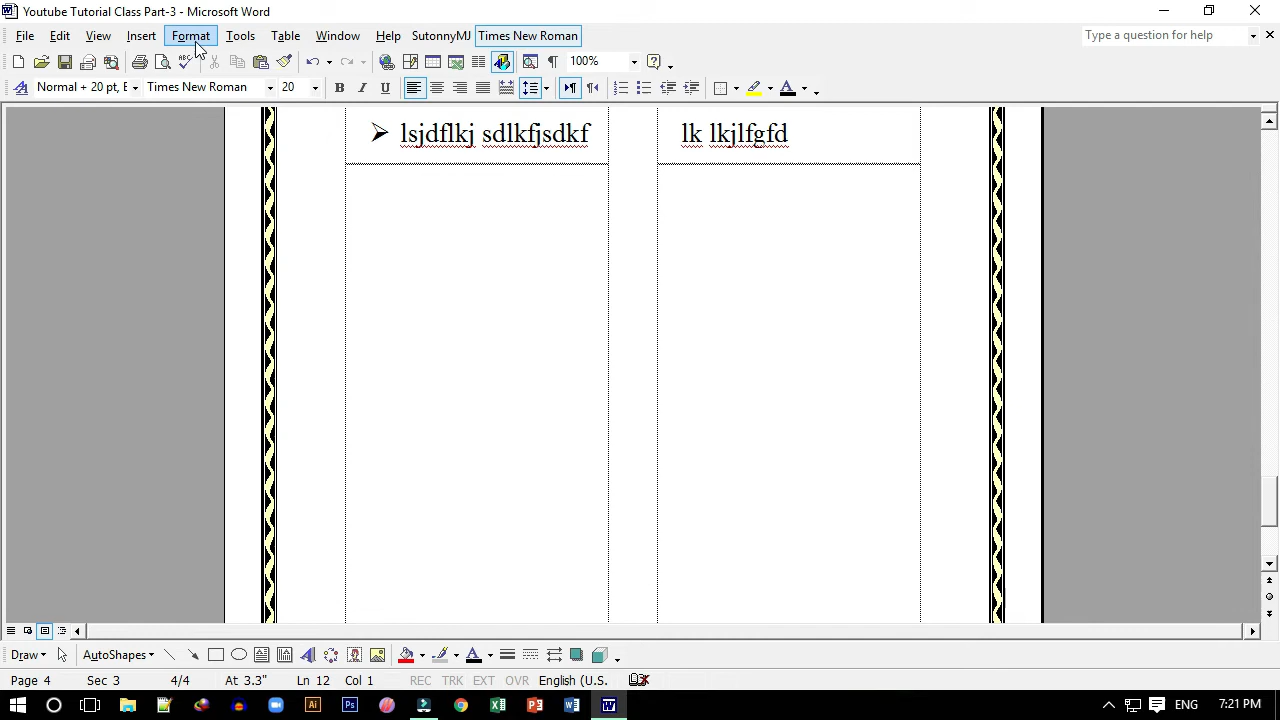 Youtube Tutorial Class Part-3 - Microsoft Word
File Edit View Insert Format Tools Table Window Help SutonnyMJ Times New Roman Type a question for help
100%
Normal + 20 pt, E Times New Roman 20 B I U
➢ lsjdflkj sdlkfjsdkf lk lkjlfgfd
Draw AutoShapes
Page 4 Sec 3 4/4 At 3.3" Ln 12 Col 1 REC TRK EXT OVR English (U.S.
ENG 7:21 PM